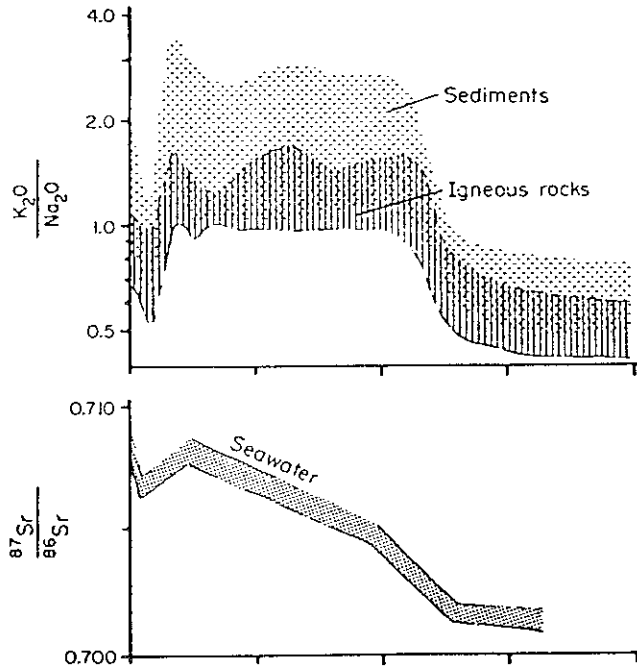 4.0
2.0
1.0
0.5
K₂O
Na₂O
Sediments
Igneous rocks
0.710
0.700
⁸⁷Sr
⁸⁶Sr
Seawater